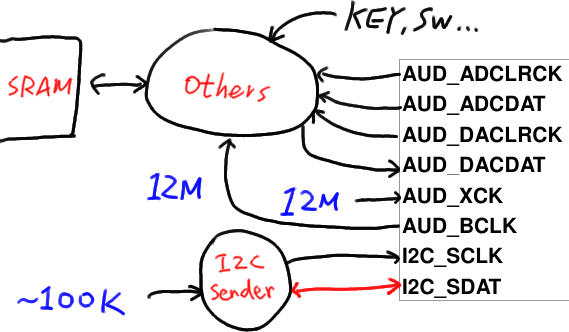 KEY, SW...
SRAM
Others
AUD_ADCLRCK
AUD_ADCDAT
AUD_DACLRCK
AUD_DACDAT
12M
12M
AUD_XCK
AUD_BCLK
I2C
Sender
I2C_SCLK
I2C_SDAT
~100K